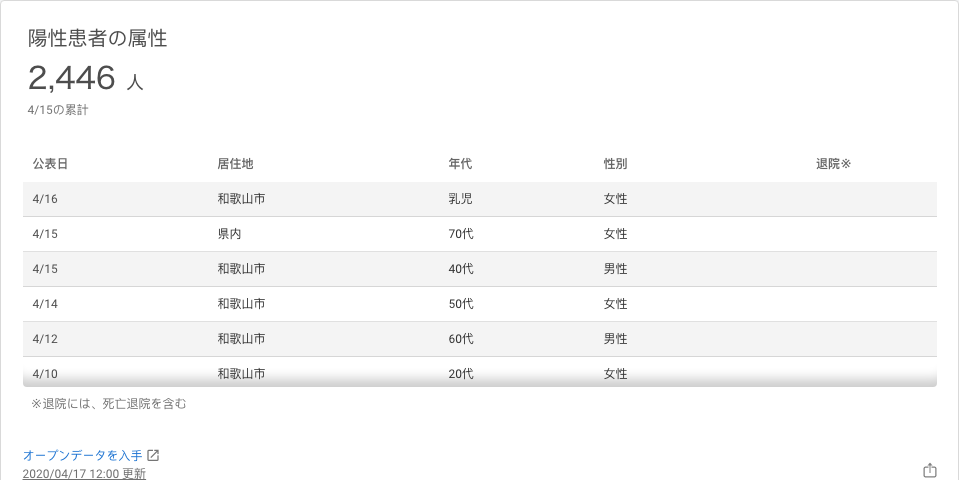 陽性患者の属性
2,446 人
4/15の累計
公表日 居住地 年代 性別 退院※
4/16 和歌山市 乳児 女性
4/15 県内 70代 女性
4/15 和歌山市 40代 男性
4/14 和歌山市 50代 女性
4/12 和歌山市 60代 男性
4/10 和歌山市 20代 女性
※退院には、死亡退院を含む
オープンデータを入手
2020/04/17 12:00 更新